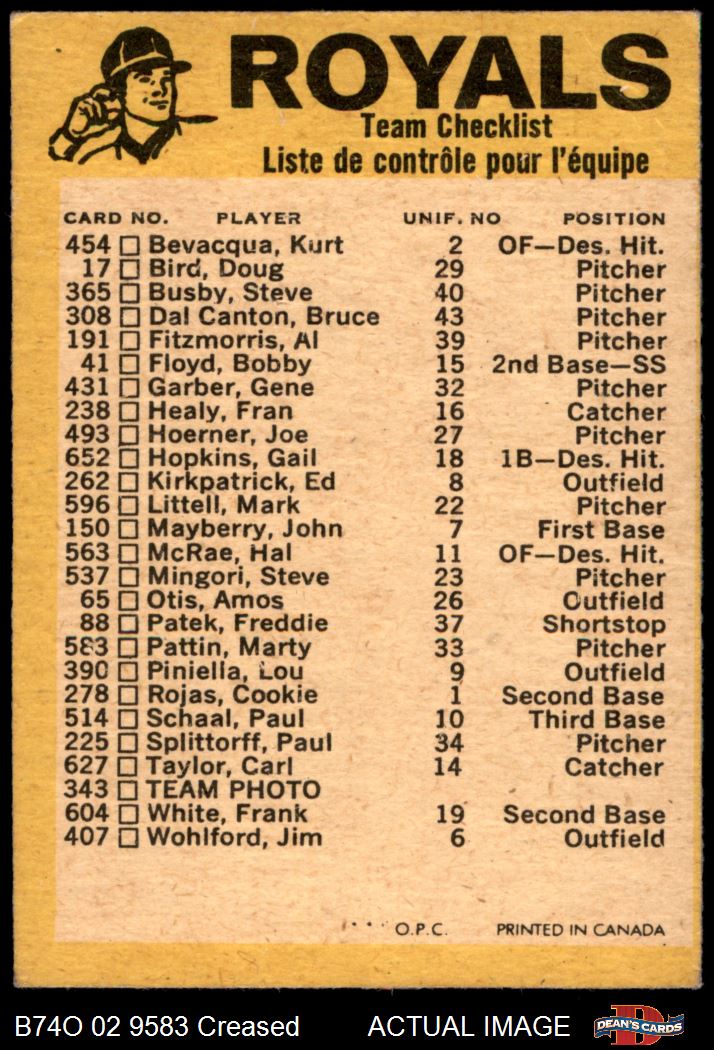 ROYALS
Team Checklist
Liste de contrôle pour l'équipe
CARD NO. PLAYER UNIF. NO POSITION
454 Bevacqua, Kurt 2 OF—Des. Hit.
17 Bird, Doug 29 Pitcher
365 Busby, Steve 40 Pitcher
308 Dal Canton, Bruce 43 Pitcher
191 Fitzmorris, Al 39 Pitcher
41 Floyd, Bobby 15 2nd Base—SS
431 Garber, Gene 32 Pitcher
238 Healy, Fran 16 Catcher
493 Hoerner, Joe 27 Pitcher
652 Hopkins, Gail 18 1B—Des. Hit.
262 Kirkpatrick, Ed 8 Outfield
596 Littell, Mark 22 Pitcher
150 Mayberry, John 7 First Base
563 McRae, Hal 11 OF—Des. Hit.
537 Mingori, Steve 23 Pitcher
65 Otis, Amos 26 Outfield
88 Patek, Freddie 37 Shortstop
583 Pattin, Marty 33 Pitcher
390 Piniella, Lou 9 Outfield
278 Rojas, Cookie 1 Second Base
514 Schaal, Paul 10 Third Base
225 Splittorff, Paul 34 Pitcher
627 Taylor, Carl 14 Catcher
343 TEAM PHOTO
604 White, Frank 19 Second Base
407 Wohlford, Jim 6 Outfield
O.P.C. PRINTED IN CANADA
B74O 02 9583 Creased ACTUAL IMAGE DEAN'S CARDS